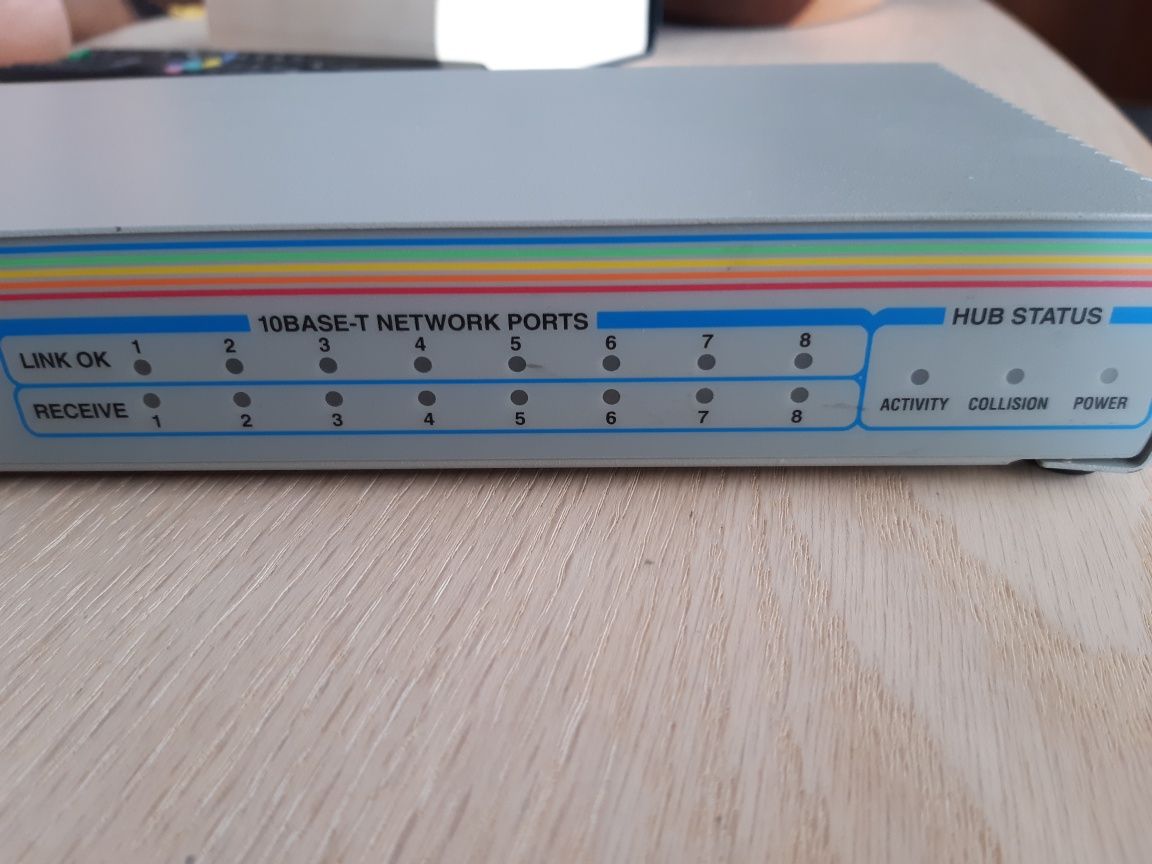 10BASE-T NETWORK PORTS
HUB STATUS
1 2 3 4 5 6 7 8
LINK OK
RECEIVE
1 2 3 4 5 6 7 8
ACTIVITY COLLISION POWER